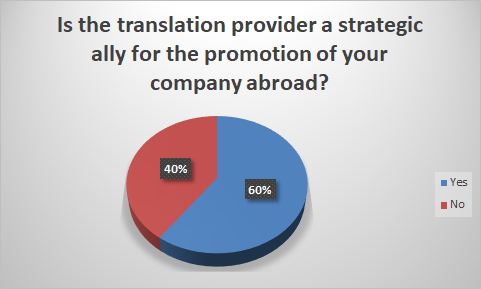 Is the translation provider a strategic
ally for the promotion of your
company abroad?
40%
60%
Yes
No